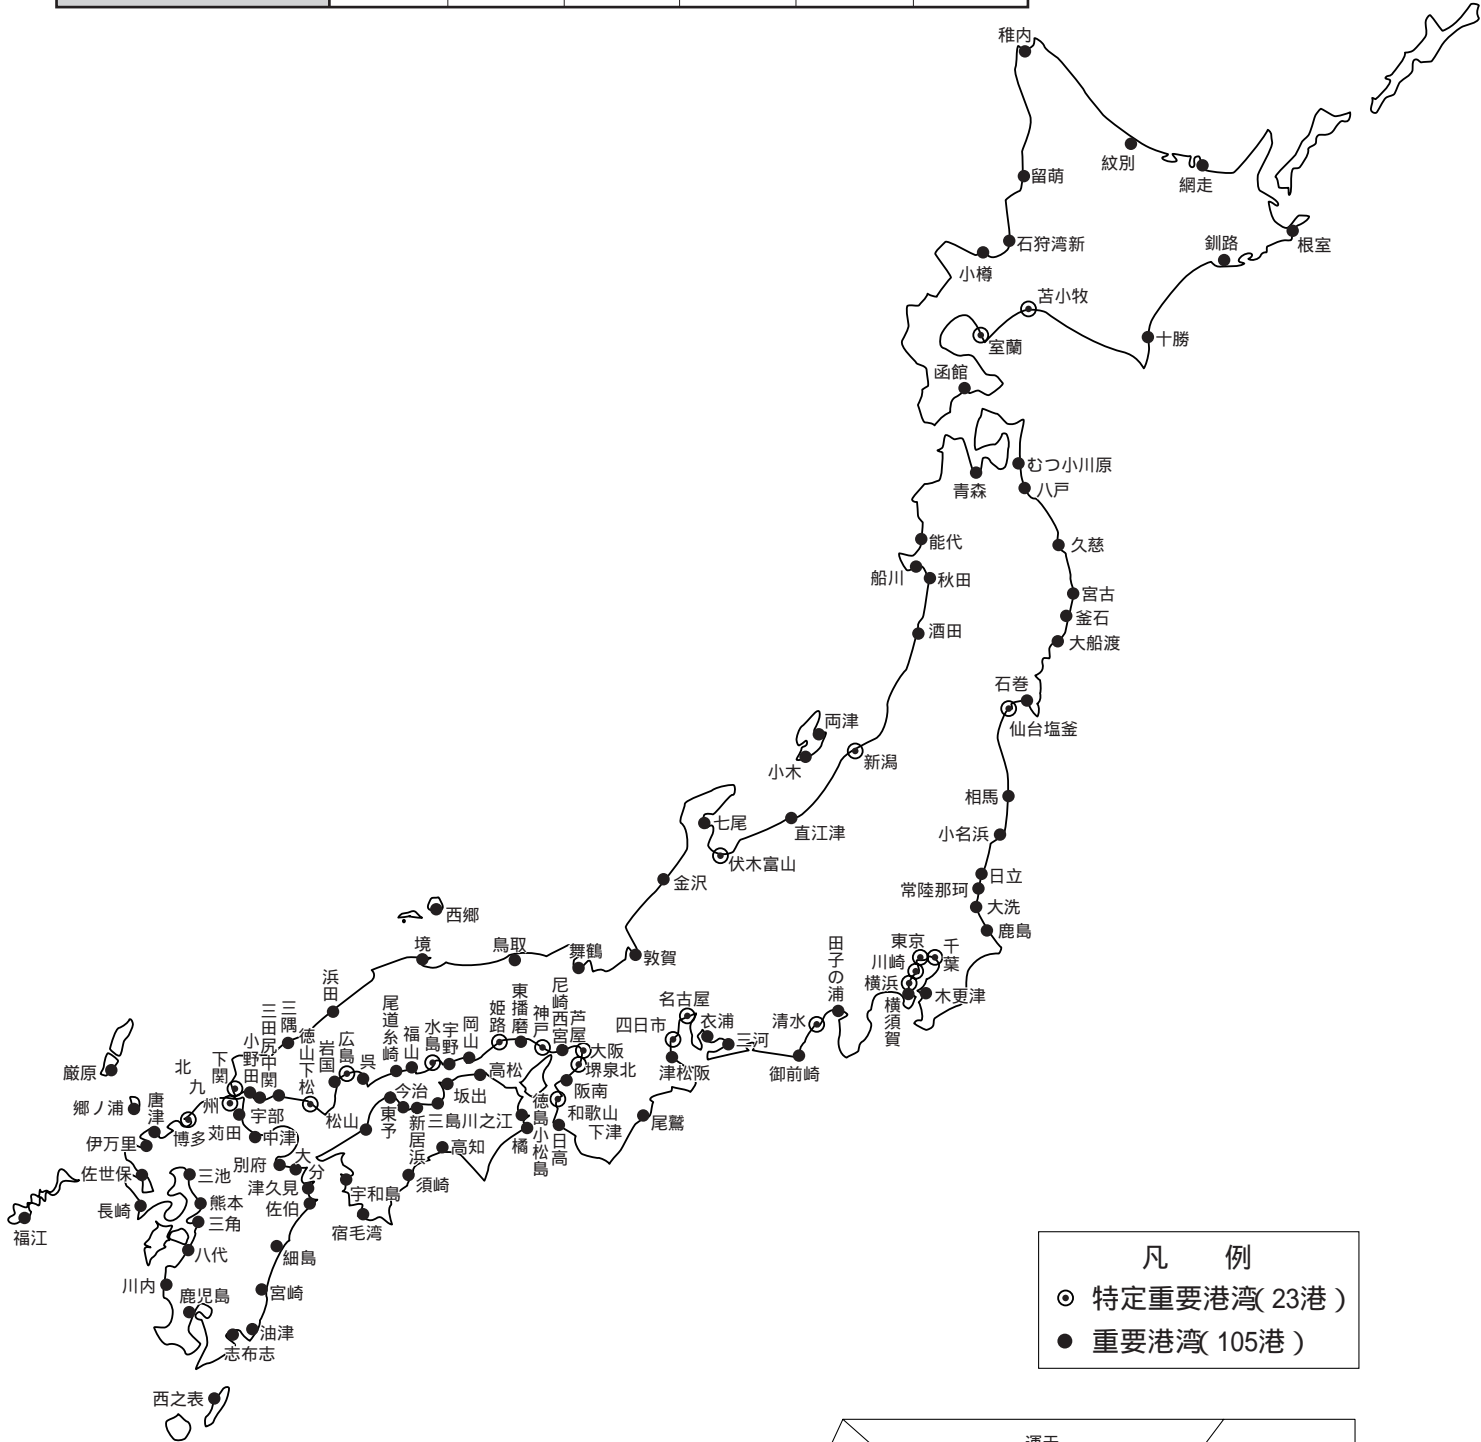 稚内
紋別
網走
留萌
石狩湾新
小樽
釧路
根室
苫小牧
室蘭
十勝
函館
むつ小川原
青森
八戸
能代
久慈
船川
秋田
宮古
釜石
酒田
大船渡
石巻
仙台塩釜
両津
小木
新潟
相馬
七尾
直江津
小名浜
伏木富山
金沢
日立
常陸那珂
大洗
鹿島
西郷
境
鳥取
舞鶴
敦賀
東京
千葉
川崎
横浜
横須賀
木更津
田子の浦
清水
御前崎
名古屋
四日市
衣浦
三河
津松阪
尾鷲
浜田
三隅
三田尻中関
小野田
徳山下松
岩国
広島
呉
尾道糸崎
福山
水島
宇野
岡山
姫路
東播磨
神戸
尼崎西宮芦屋
大阪
堺泉北
阪南
和歌山下津
日高
高松
坂出
今治
東予
新居浜
三島川之江
徳島小松島
橘
松山
高知
須崎
宇和島
宿毛湾
下関
北九州
宇部
苅田
中津
博多
唐津
厳原
郷ノ浦
伊万里
佐世保
長崎
福江
別府
大分
津久見
佐伯
三池
熊本
三角
八代
細島
川内
宮崎
鹿児島
油津
志布志
西之表
凡 例
特定重要港湾(23港)
重要港湾(105港)